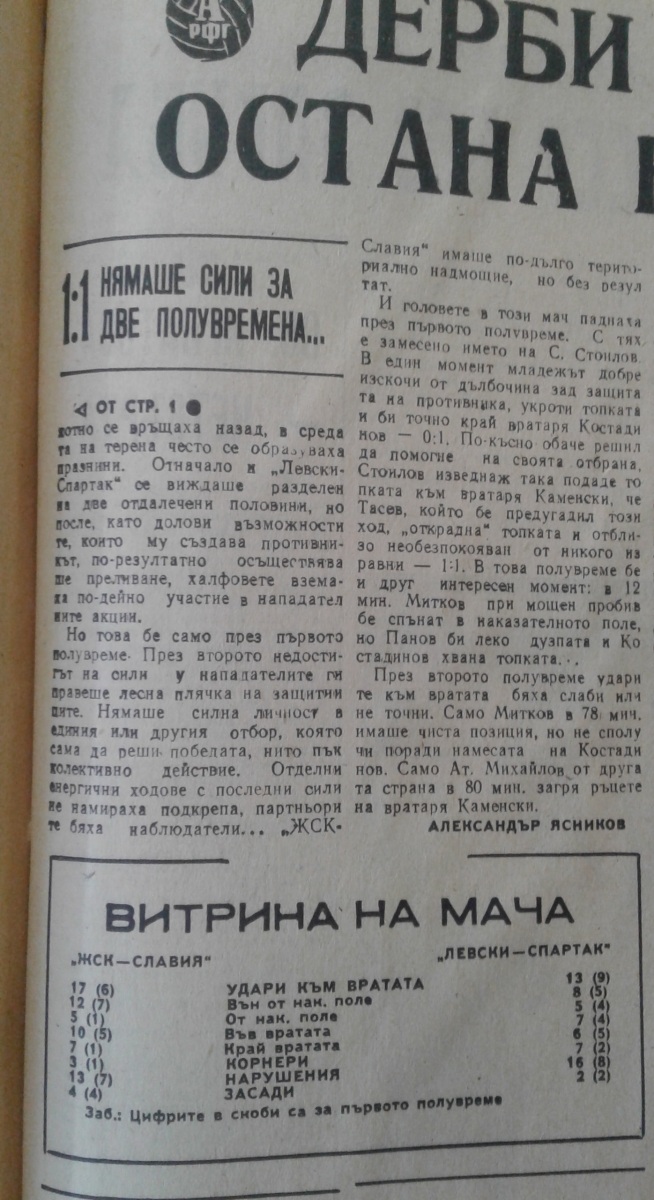 А
РФГ
ДЕРБИ
ОСТАНА
1:1 НЯМАШЕ СИЛИ ЗА
ДВЕ ПОЛУВРЕМЕНА...
ОТ СТР. 1
котно се връщаха назад, в среда
та на терена често се образуваха
празнини. Отначало и „Левски-
Спартак“ се виждаше разделен
на две отдалечени половини, но
после, като долови възможности
те, които му създава противни-
кът, по-резултатно осъществява
ше преливане, халфовете взема-
ха по-дейно участие в нападател
ните акции.
Но това бе само през първото
полувреме. През второто недости-
гът на сили у нападателите ги
правеше лесна плячка на защитни
ците. Нямаше силна личност в
единия или другия отбор, която
сама да реши победата, нито пък
колективно действие. Отделни
енергични ходове с последни сили
не намираха подкрепа, партньори
те бяха наблюдатели... „ЖСК-
Славия“ имаше по-дълго терито-
риално надмощие, но без резул
тат.
И головете в този мач паднаха
през първото полувреме. С тях
е замесено името на С. Стоилов.
В един момент младежът добре
изскочи от дълбочина зад защита
та на противника, укроти топката
и би точно край вратаря Костади
нов — 0:1. По-късно обаче решил
да помогне на своята отбрана,
Стоилов изведнаж така подаде то
пката към вратаря Каменски, че
Тасев, който бе предугадил този
ход, „открадна“ топката и отбли-
зо необезпокояван от никого из
равни — 1:1. В това полувреме бе
и друг интересен момент: в 12
мин. Митков при мощен пробив
бе спънат в наказателното поле,
но Панов би леко дузпата и Ко
стадинов хвана топката...
През второто полувреме удари
те към вратата бяха слаби или
не точни. Само Митков в 78 мин.
имаше чиста позиция, но не сполу
чи поради намесата на Костади
нов. Само Ат. Михайлов от друга
та страна в 80 мин. загря ръцете
на вратаря Каменски.
АЛЕКСАНДЪР ЯСНИКОВ
ВИТРИНА НА МАЧА
„ЖСК—СЛАВИЯ“ „ЛЕВСКИ—СПАРТАК“
17 (6) УДАРИ КЪМ ВРАТАТА 13 (9)
12 (7) Вън от нак. поле 8 (5)
5 (1) От нак. поле 5 (4)
10 (5) Във вратата 7 (4)
7 (1) Край вратата 6 (5)
3 (1) КОРНЕРИ 7 (2)
13 (7) НАРУШЕНИЯ 16 (8)
4 (4) ЗАСАДИ 2 (2)
Заб.: Цифрите в скоби са за първото полувреме